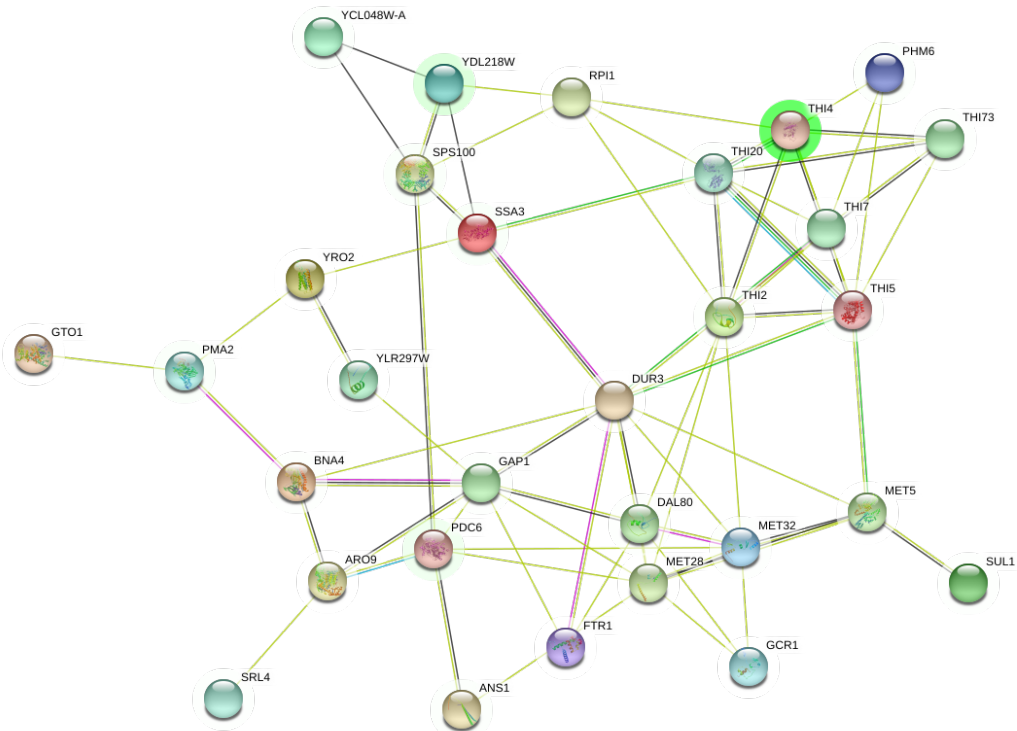 YCL048W-A
PHM6
YDL218W
RPI1
THI4
THI73
SPS100
THI20
SSA3
THI7
YRO2
THI2
THI5
GTO1
PMA2
YLR297W
DUR3
BNA4
GAP1
DAL80
MET5
PDC6
MET32
ARO9
MET28
SUL1
FTR1
GCR1
SRL4
ANS1